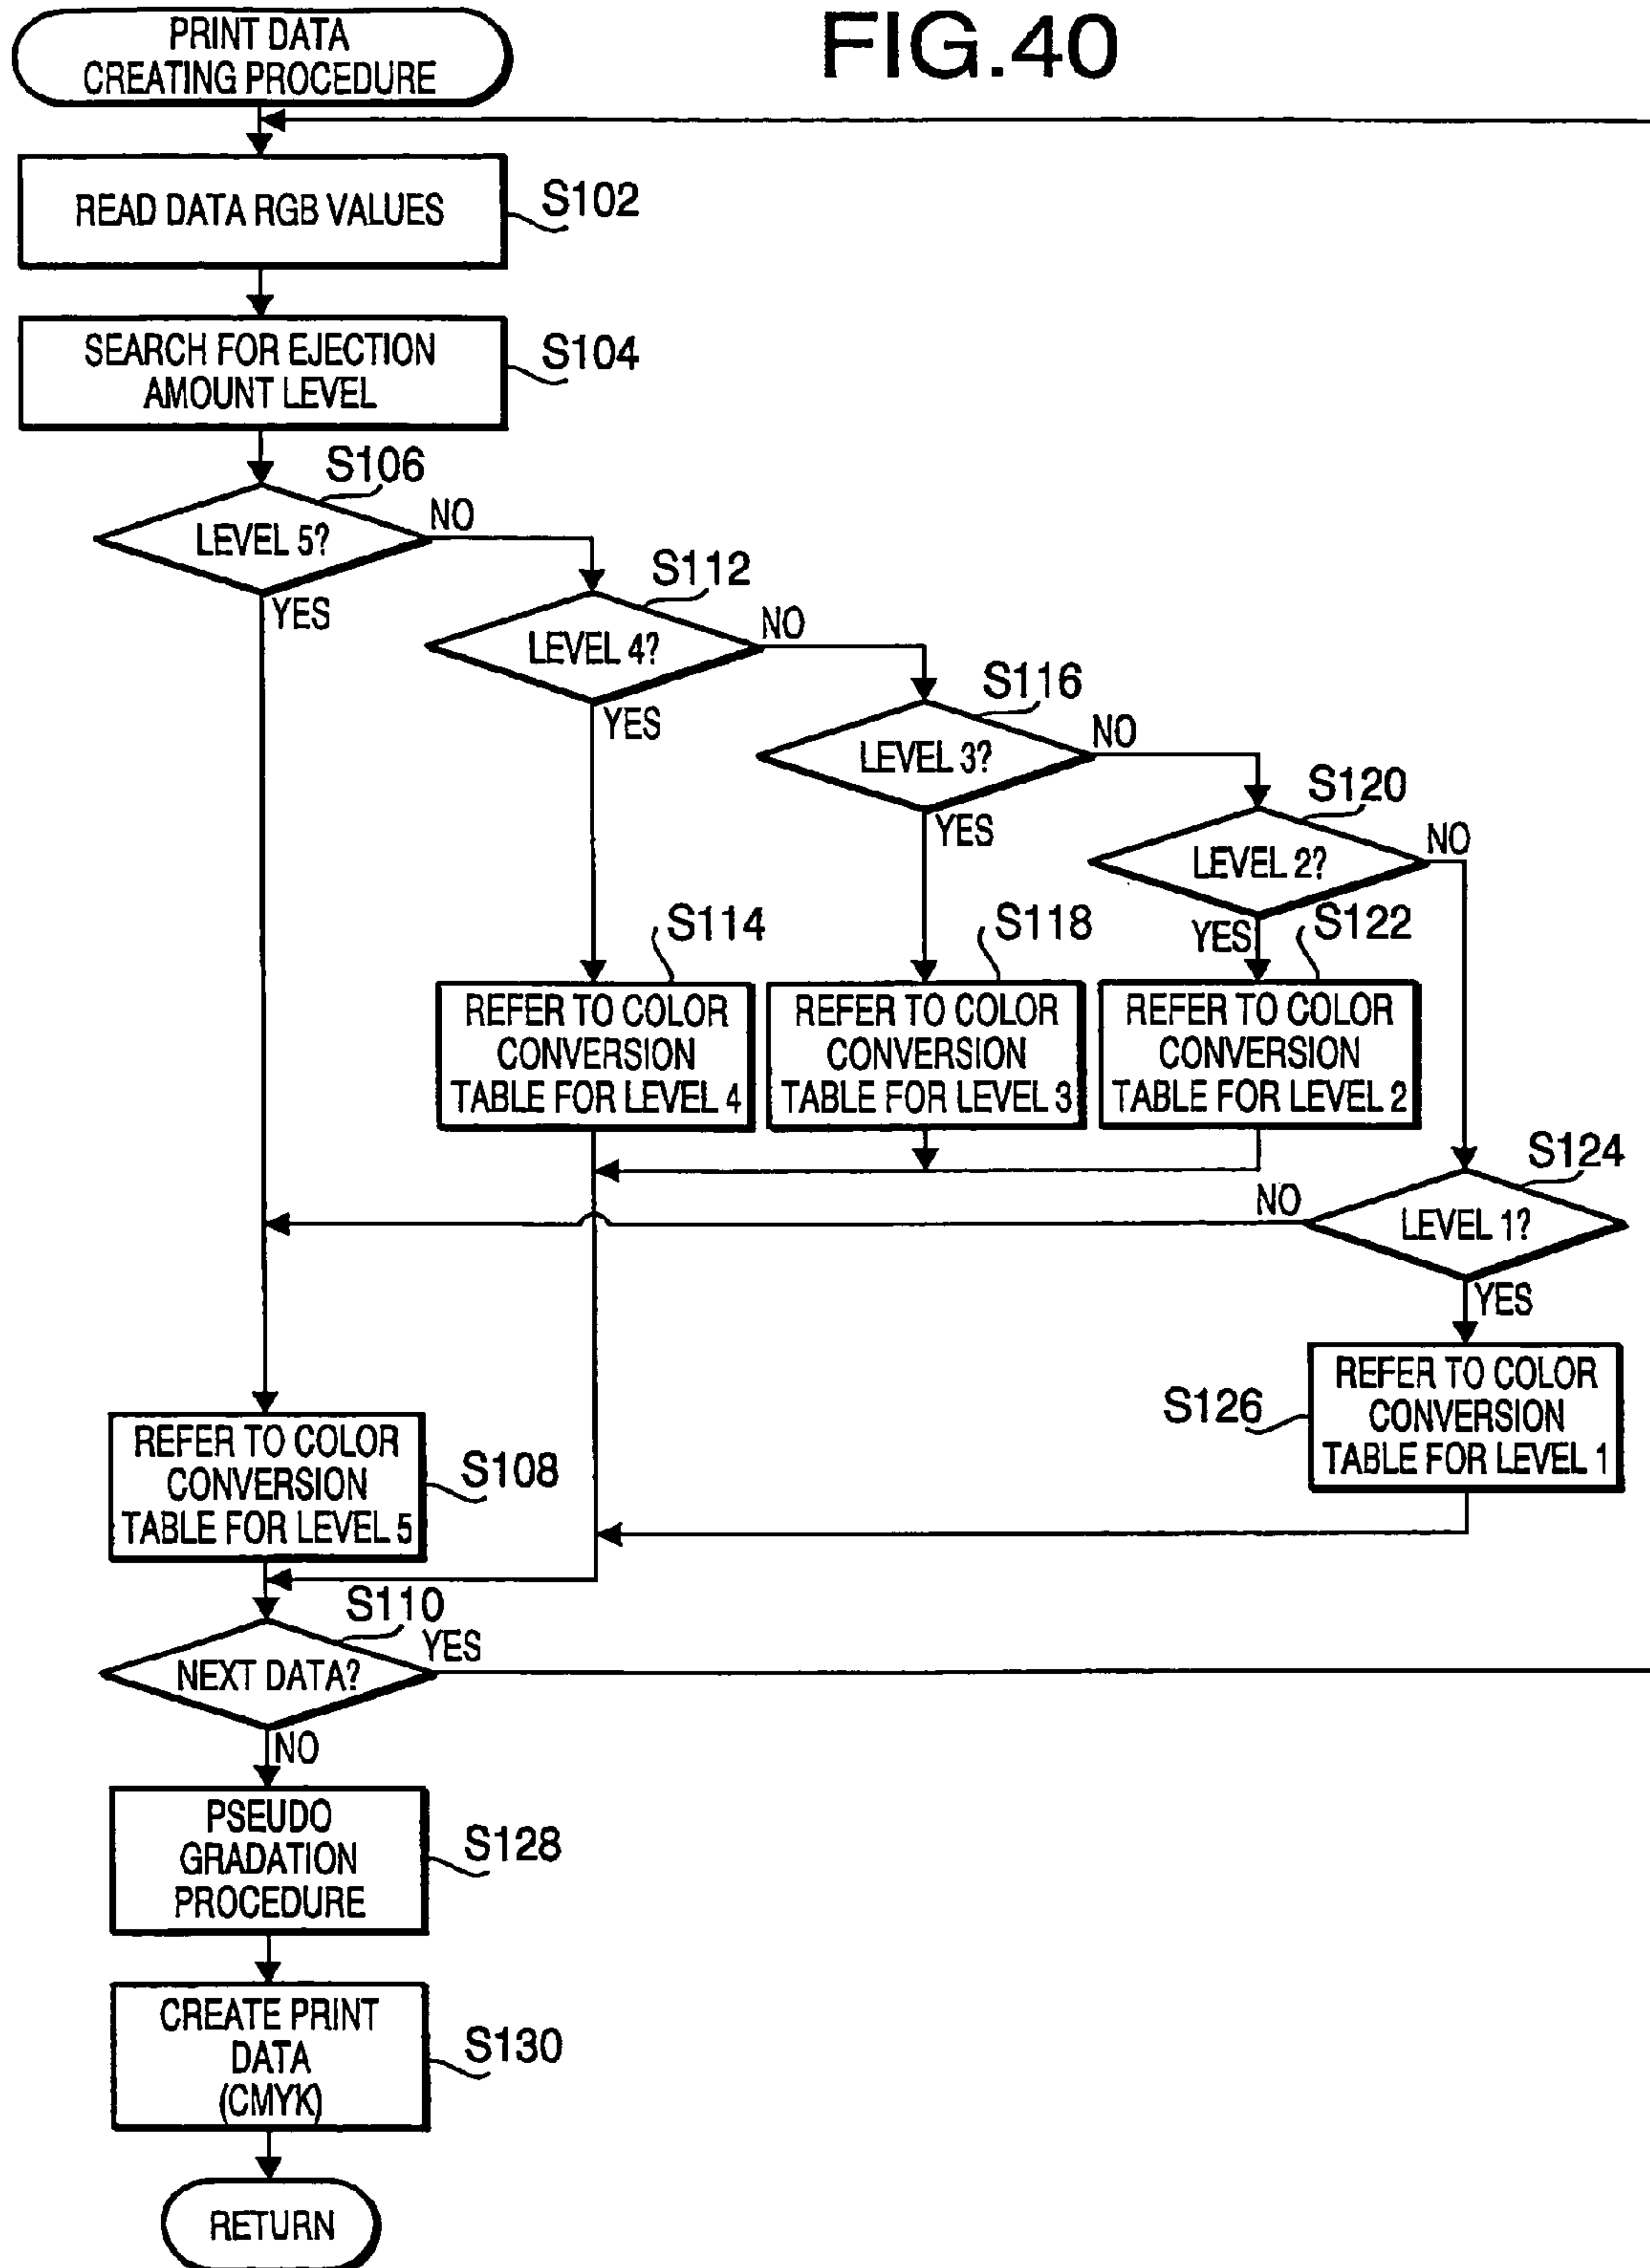 FIG.40
PRINT DATA
CREATING PROCEDURE
READ DATA RGB VALUES
S102
SEARCH FOR EJECTION
AMOUNT LEVEL
S104
S106
LEVEL 5?
NO
YES
S112
LEVEL 4?
NO
YES
S116
LEVEL 3?
NO
YES
S120
LEVEL 2?
NO
YES
S114
REFER TO COLOR
CONVERSION
TABLE FOR LEVEL 4
S118
REFER TO COLOR
CONVERSION
TABLE FOR LEVEL 3
S122
REFER TO COLOR
CONVERSION
TABLE FOR LEVEL 2
S124
LEVEL 1?
NO
YES
S126
REFER TO COLOR
CONVERSION
TABLE FOR LEVEL 1
REFER TO COLOR
CONVERSION
TABLE FOR LEVEL 5
S108
S110
NEXT DATA?
YES
NO
PSEUDO
GRADATION
PROCEDURE
S128
CREATE PRINT
DATA
(CMYK)
S130
RETURN